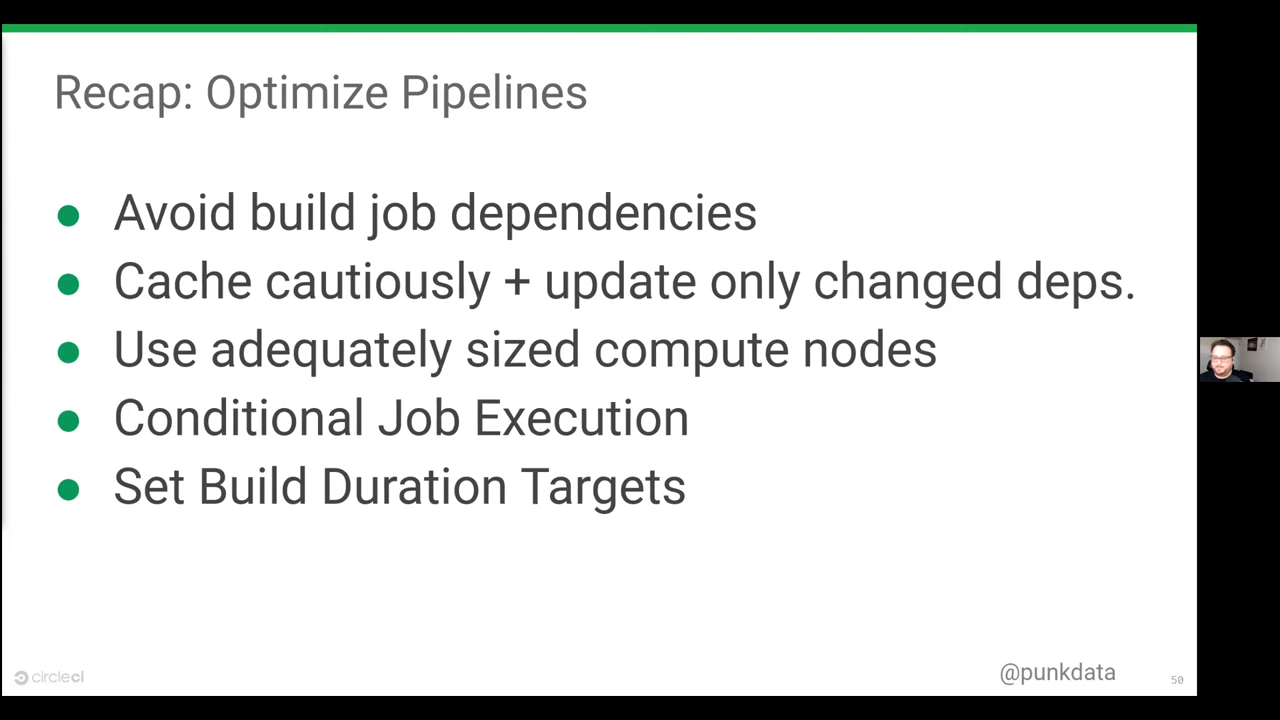 Recap: Optimize Pipelines
● Avoid build job dependencies
● Cache cautiously + update only changed deps.
● Use adequately sized compute nodes
● Conditional Job Execution
● Set Build Duration Targets
circleci
@punkdata
50